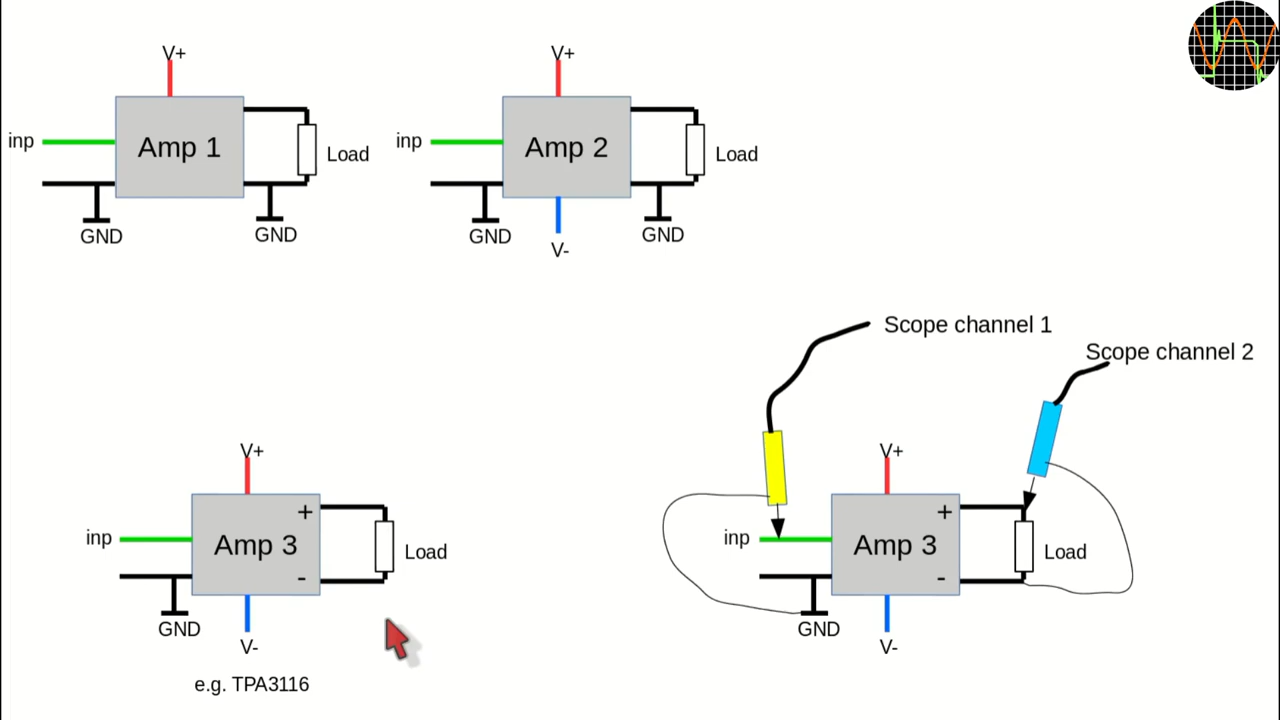 V+
inp
Amp 1
Load
GND
GND
V+
inp
Amp 2
Load
GND
GND
V-
Scope channel 1
Scope channel 2
V+
+
inp
Amp 3
Load
-
GND
V-
e.g. TPA3116
V+
+
inp
Amp 3
Load
-
GND
V-